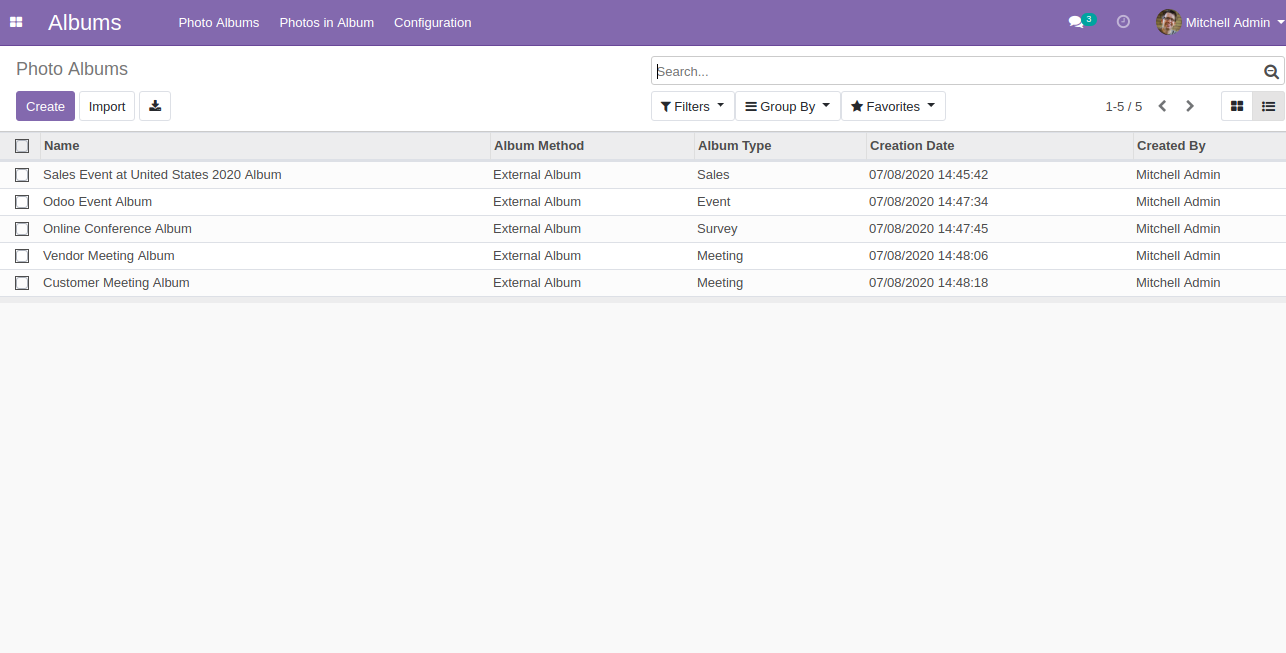 Albums Photo Albums Photos in Album Configuration 3 Mitchell Admin
Photo Albums
Search...
Create Import Filters Group By Favorites 1-5 / 5
Name Album Method Album Type Creation Date Created By
Sales Event at United States 2020 Album External Album Sales 07/08/2020 14:45:42 Mitchell Admin
Odoo Event Album External Album Event 07/08/2020 14:47:34 Mitchell Admin
Online Conference Album External Album Survey 07/08/2020 14:47:45 Mitchell Admin
Vendor Meeting Album External Album Meeting 07/08/2020 14:48:06 Mitchell Admin
Customer Meeting Album External Album Meeting 07/08/2020 14:48:18 Mitchell Admin